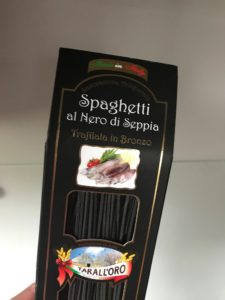 Spaghetti
al Nero di Seppia
Trafilata in Bronzo
TARALL'ORO